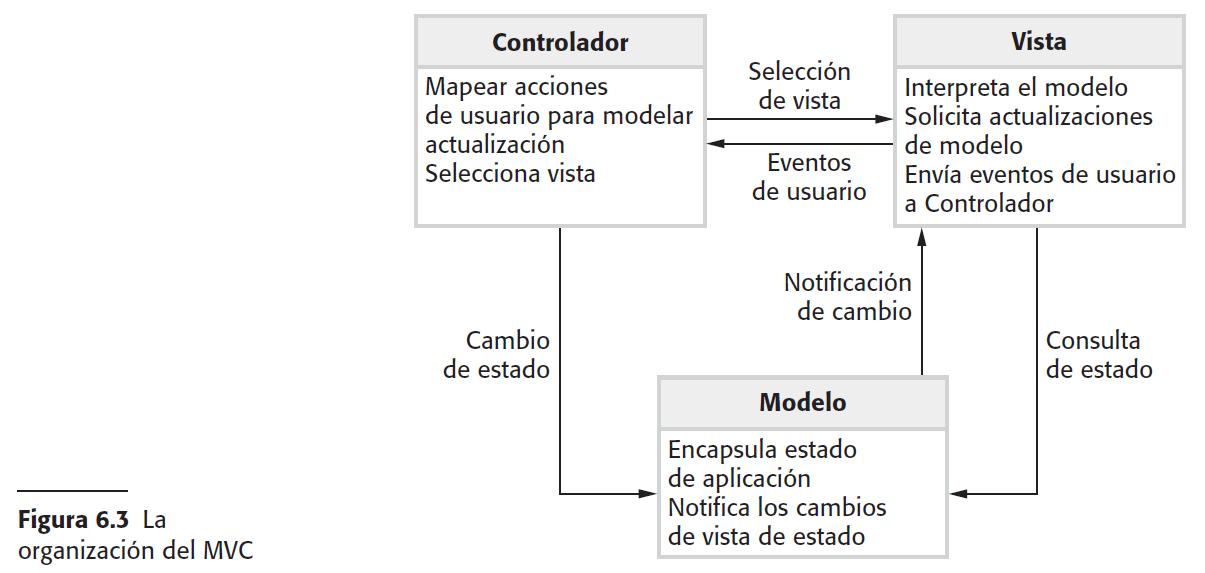 Controlador
Mapear acciones
de usuario para modelar
actualización
Selecciona vista
Selección
de vista
Eventos
de usuario
Vista
Interpreta el modelo
Solicita actualizaciones
de modelo
Envía eventos de usuario
a Controlador
Cambio
de estado
Notificación
de cambio
Consulta
de estado
Modelo
Encapsula estado
de aplicación
Notifica los cambios
de vista de estado
Figura 6.3 La
organización del MVC